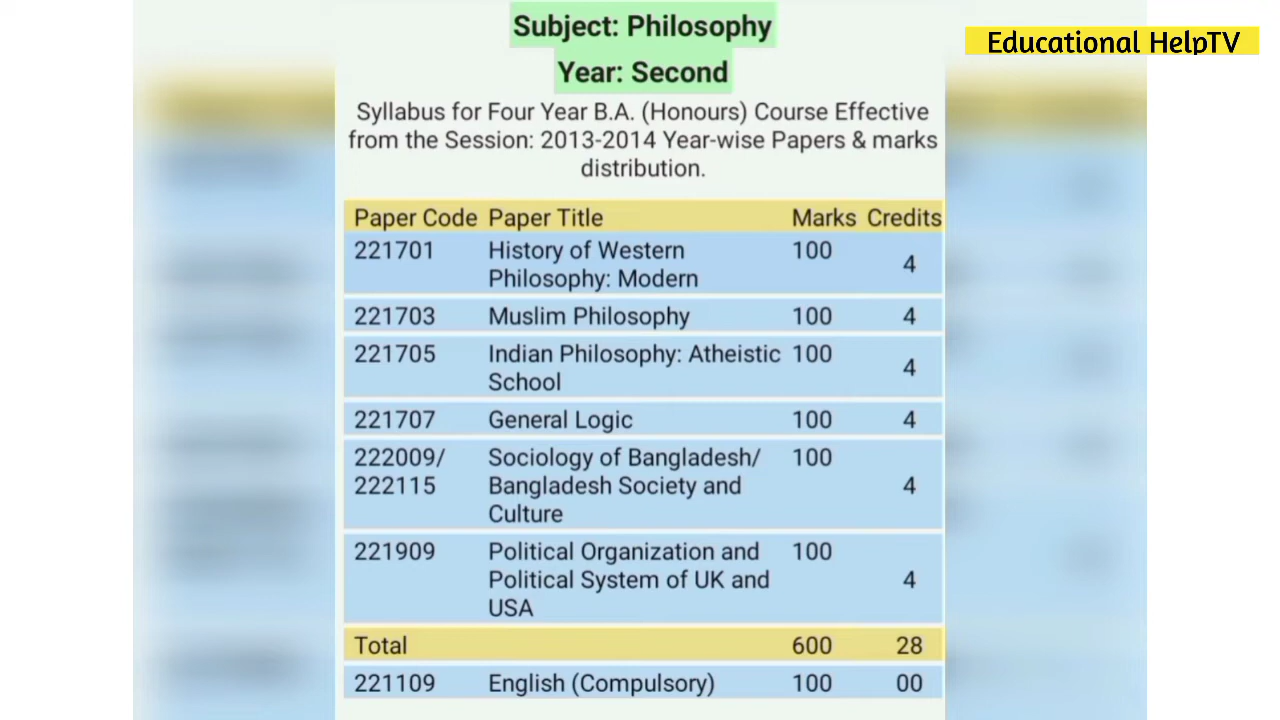 Subject: Philosophy
Educational HelpTV
Year: Second
Syllabus for Four Year B.A. (Honours) Course Effective
from the Session: 2013-2014 Year-wise Papers & marks
distribution.
Paper Code Paper Title Marks Credits
221701 History of Western 100
Philosophy: Modern 4
221703 Muslim Philosophy 100 4
221705 Indian Philosophy: Atheistic 100
School 4
221707 General Logic 100 4
222009/ Sociology of Bangladesh/ 100
222115 Bangladesh Society and 4
Culture
221909 Political Organization and 100
Political System of UK and 4
USA
Total 600 28
221109 English (Compulsory) 100 00